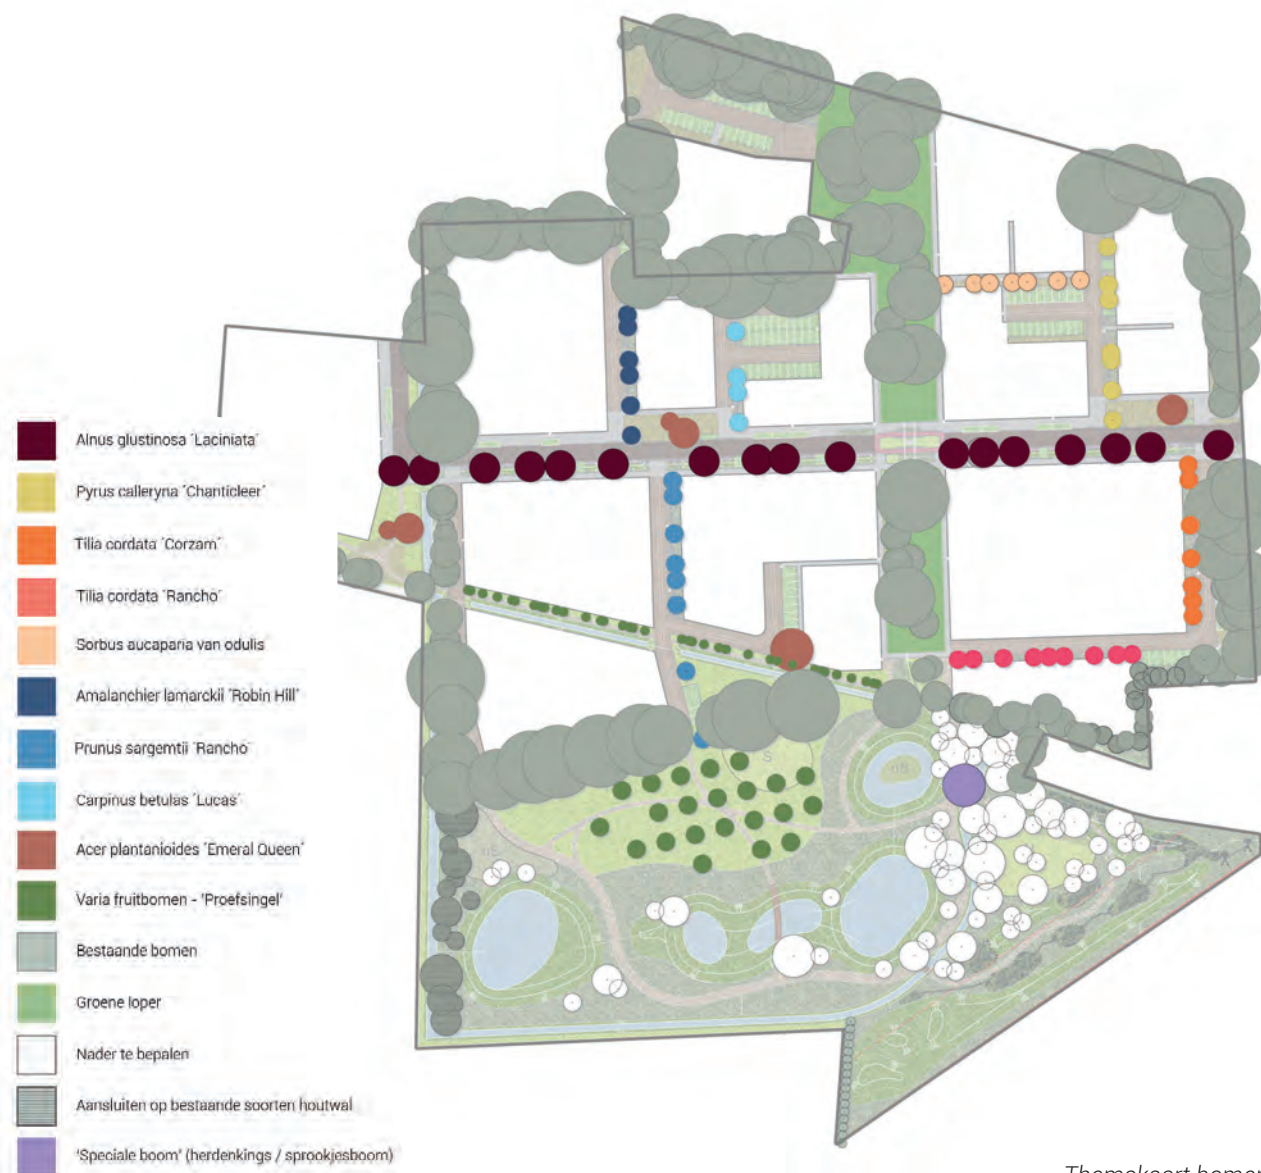 Alnus glustinosa 'Laciniata'
Pyrus calleryna 'Chanticleer'
Tilia cordata 'Corzam'
Tilia cordata 'Rancho'
Sorbus aucaparia van odulis
Amalanchier lamarckii 'Robin Hill'
Prunus sargemtii 'Rancho'
Carpinus betulas 'Lucas'
Acer plantanioides 'Emeral Queen'
Varia fruitbomen - 'Proefsingel'
Bestaande bomen
Groene loper
Nader te bepalen
Aansluiten op bestaande soorten houtwal
'Speciale boom' (herdenkings / sprookjesboom)